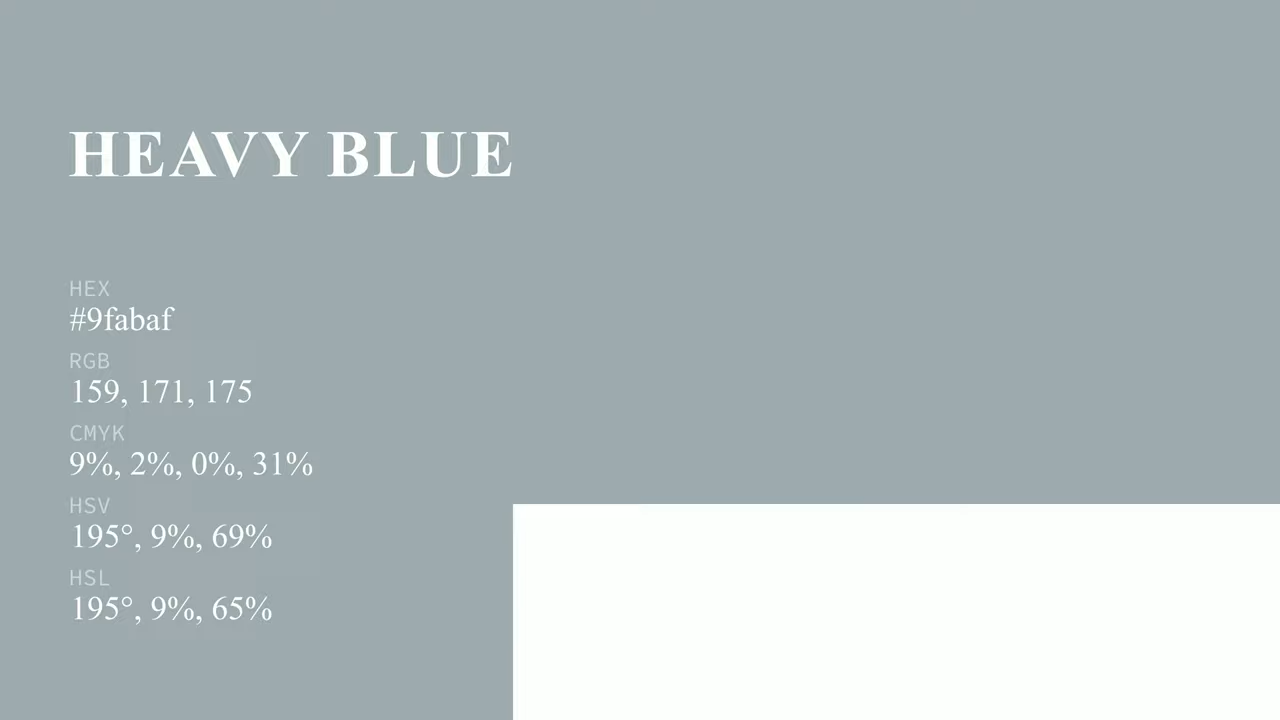 HEAVY BLUE
HEX
#9fabaf
RGB
159, 171, 175
CMYK
9%, 2%, 0%, 31%
HSV
195°, 9%, 69%
HSL
195°, 9%, 65%